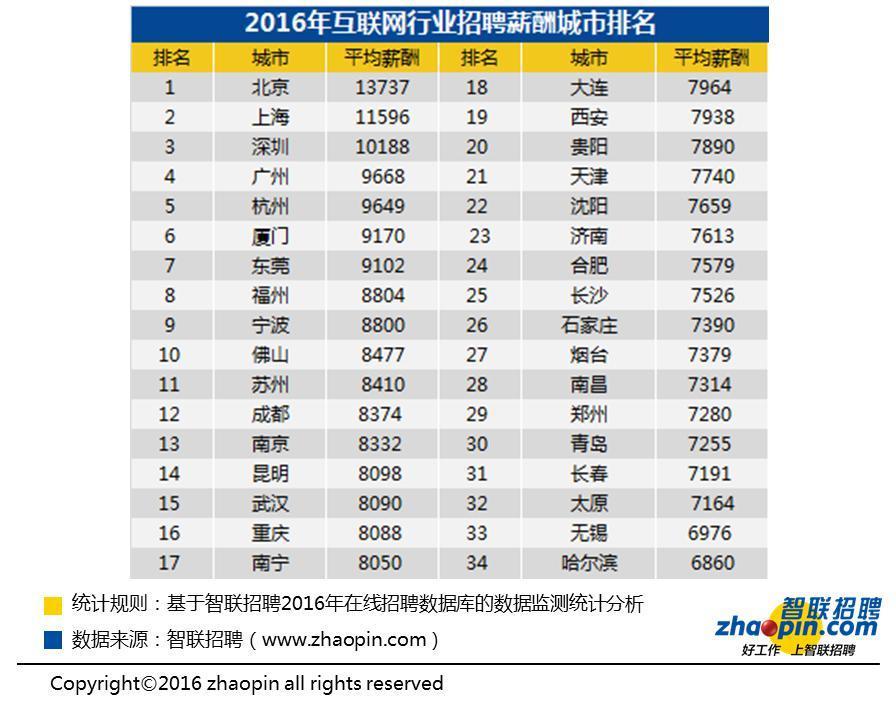 2016年互联网行业招聘薪酬城市排名
排名 城市 平均薪酬 排名 城市 平均薪酬
1 北京 13737 18 大连 7964
2 上海 11596 19 西安 7938
3 深圳 10188 20 贵阳 7890
4 广州 9668 21 天津 7740
5 杭州 9649 22 沈阳 7659
6 厦门 9170 23 济南 7613
7 东莞 9102 24 合肥 7579
8 福州 8804 25 长沙 7526
9 宁波 8800 26 石家庄 7390
10 佛山 8477 27 烟台 7379
11 苏州 8410 28 南昌 7314
12 成都 8374 29 郑州 7280
13 南京 8332 30 青岛 7255
14 昆明 8098 31 长春 7191
15 武汉 8090 32 太原 7164
16 重庆 8088 33 无锡 6976
17 南宁 8050 34 哈尔滨 6860
统计规则：基于智联招聘2016年在线招聘数据库的数据监测统计分析
数据来源：智联招聘（www.zhaopin.com）
智联招聘
zhaopin.com
好工作 上智联招聘
Copyright©2016 zhaopin all rights reserved